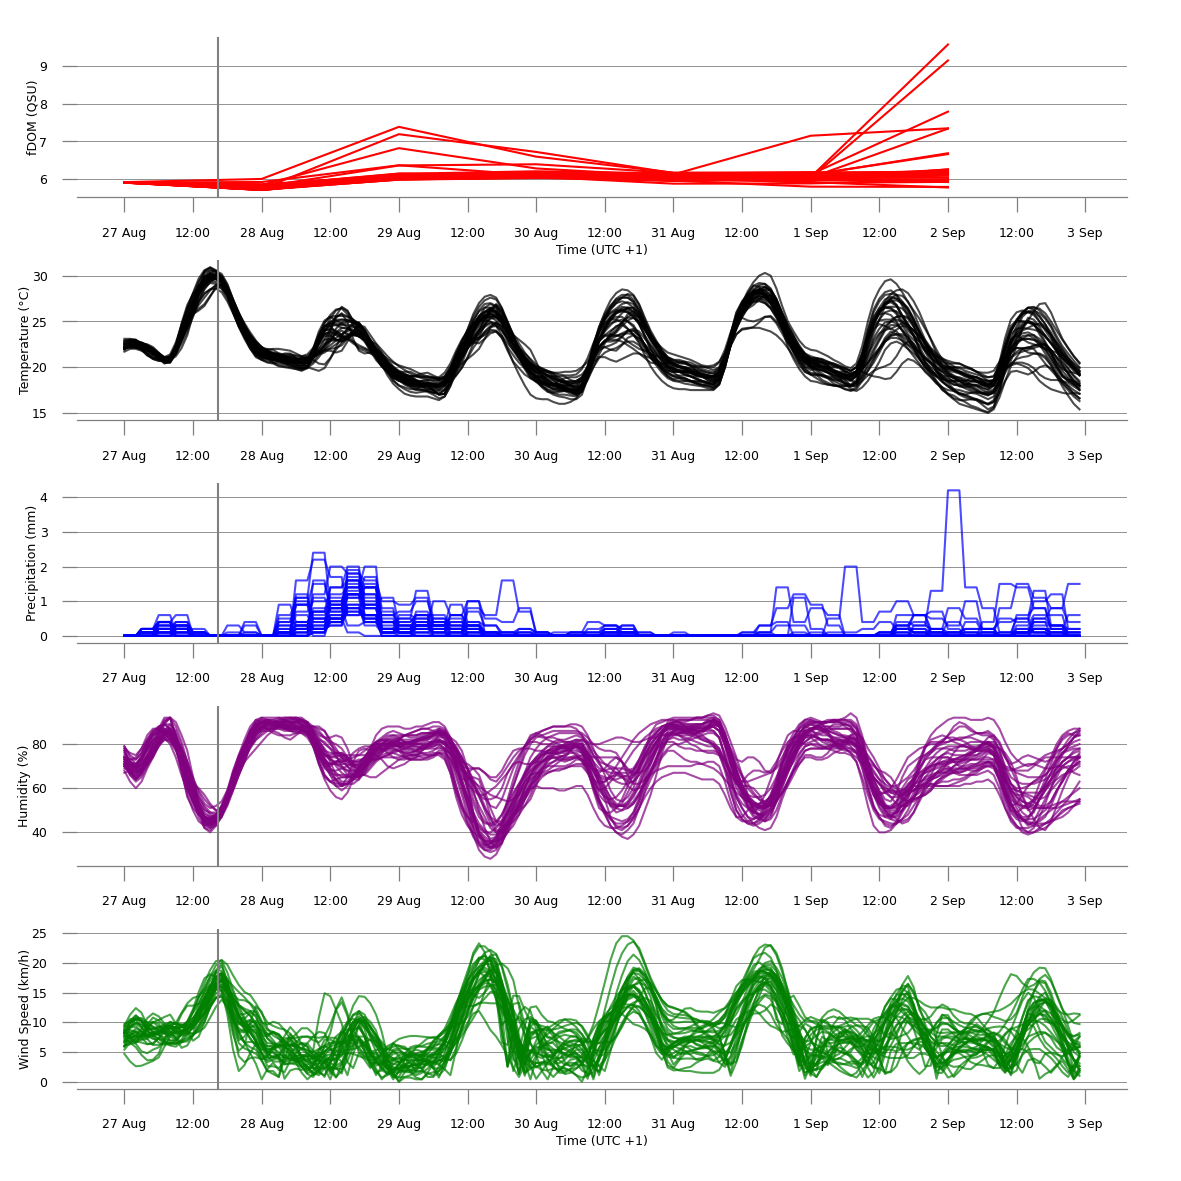 9
8
7
6
fDOM (QSU)
27 Aug 12:00 28 Aug 12:00 29 Aug 12:00 30 Aug 12:00 31 Aug 12:00 1 Sep 12:00 2 Sep 12:00 3 Sep
Time (UTC +1)
30
25
20
15
Temperature (°C)
27 Aug 12:00 28 Aug 12:00 29 Aug 12:00 30 Aug 12:00 31 Aug 12:00 1 Sep 12:00 2 Sep 12:00 3 Sep
4
3
2
1
0
Precipitation (mm)
27 Aug 12:00 28 Aug 12:00 29 Aug 12:00 30 Aug 12:00 31 Aug 12:00 1 Sep 12:00 2 Sep 12:00 3 Sep
80
60
40
Humidity (%)
27 Aug 12:00 28 Aug 12:00 29 Aug 12:00 30 Aug 12:00 31 Aug 12:00 1 Sep 12:00 2 Sep 12:00 3 Sep
25
20
15
10
5
0
Wind Speed (km/h)
27 Aug 12:00 28 Aug 12:00 29 Aug 12:00 30 Aug 12:00 31 Aug 12:00 1 Sep 12:00 2 Sep 12:00 3 Sep
Time (UTC +1)